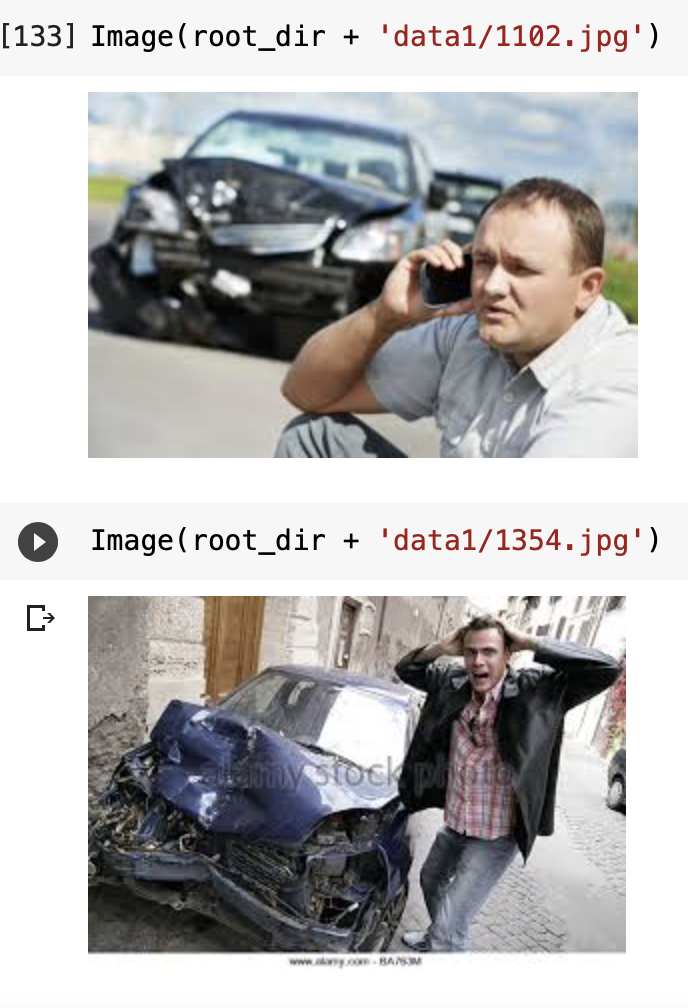 [133] Image(root_dir + 'data1/1102.jpg')
Image(root_dir + 'data1/1354.jpg')
alamy stock photo
www.alamy.com - BA763M